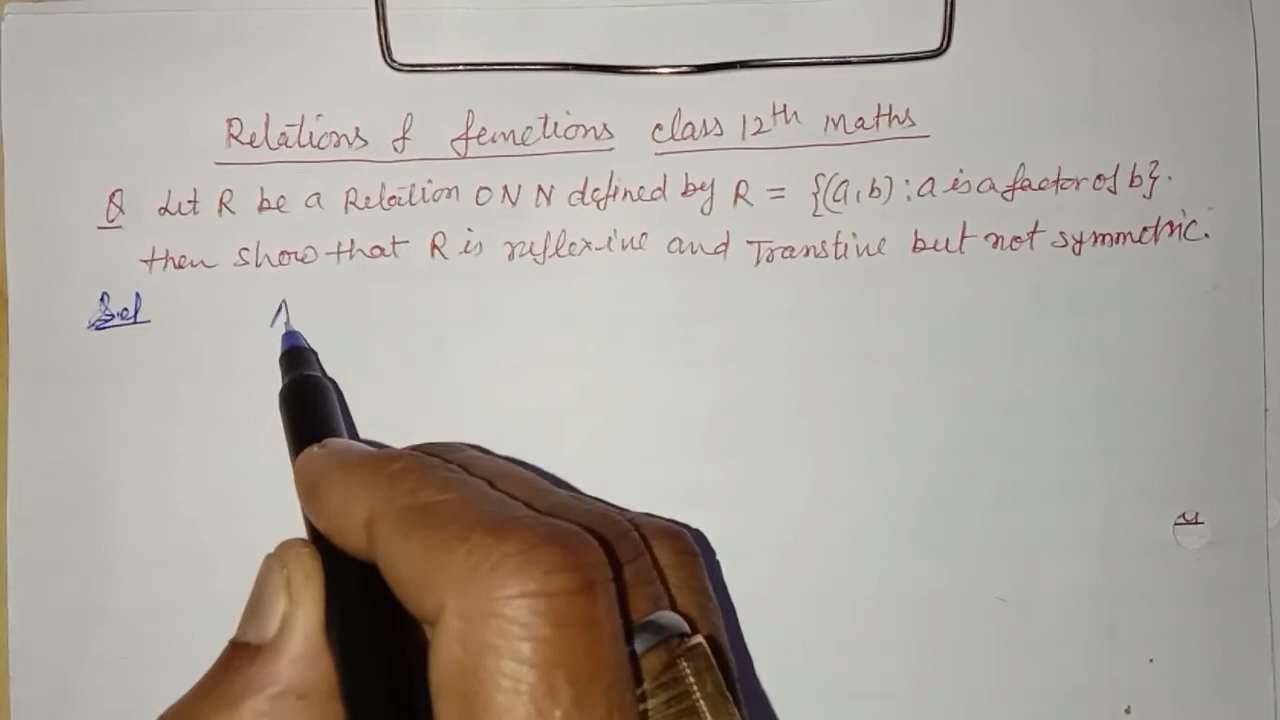 Relations & functions class 12th maths
Q Let R be a Relation ON N defined by R = {(a,b) : a is a factor of b}.
then show that R is reflexive and Transtive but not symmetric.
Sol